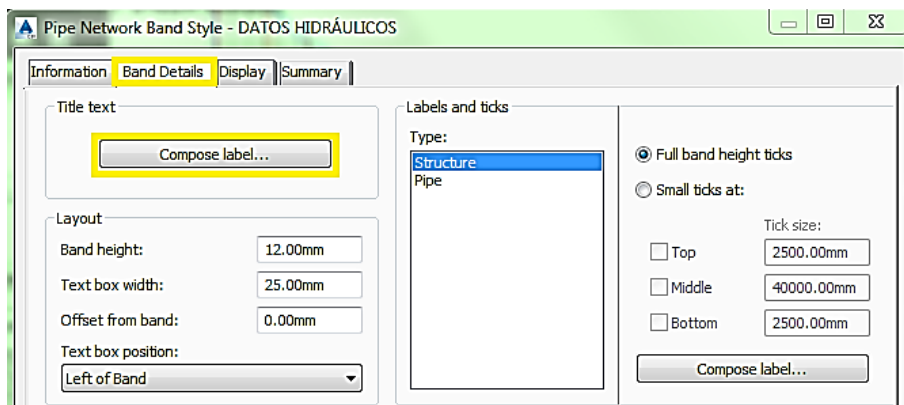 Pipe Network Band Style - DATOS HIDRÁULICOS
Information Band Details Display Summary
Title text
Compose label...
Layout
Band height: 12.00mm
Text box width: 25.00mm
Offset from band: 0.00mm
Text box position:
Left of Band
Labels and ticks
Type:
Structure
Pipe
Full band height ticks
Small ticks at:
Tick size:
Top 2500.00mm
Middle 40000.00mm
Bottom 2500.00mm
Compose label...